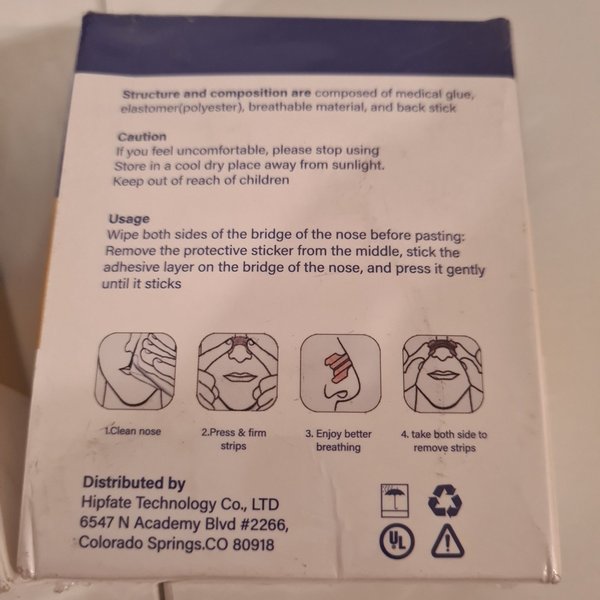 Structure and composition are composed of medical glue,
elastomer(polyester), breathable material, and back stick
Caution
If you feel uncomfortable, please stop using
Store in a cool dry place away from sunlight.
Keep out of reach of children
Usage
Wipe both sides of the bridge of the nose before pasting:
Remove the protective sticker from the middle, stick the
adhesive layer on the bridge of the nose, and press it gently
until it sticks
1.Clean nose
2.Press & firm
strips
3. Enjoy better
breathing
4. take both side to
remove strips
Distributed by
Hipfate Technology Co., LTD
6547 N Academy Blvd #2266,
Colorado Springs.CO 80918
UL